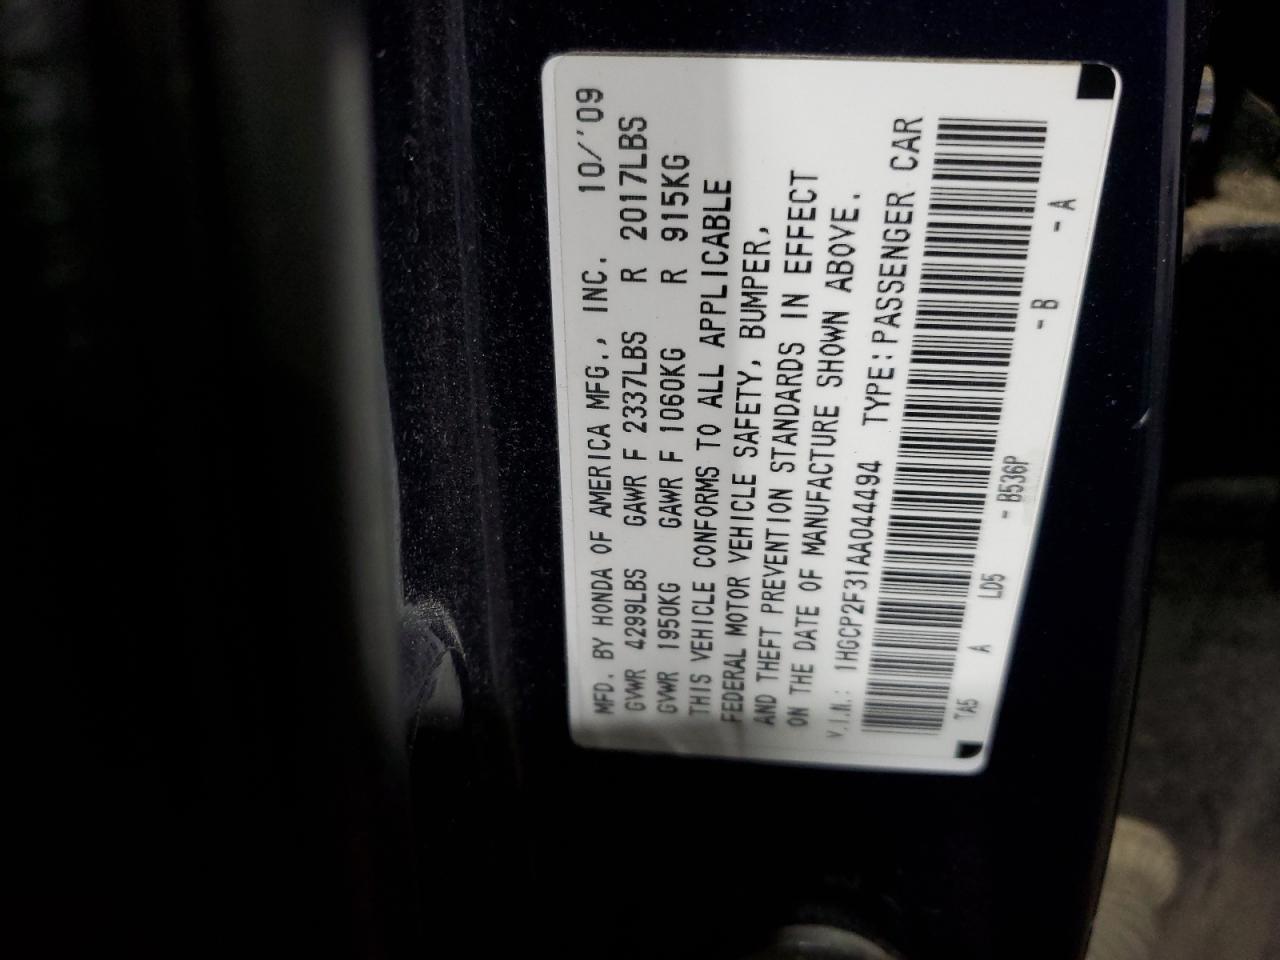 MFD. BY HONDA OF AMERICA MFG., INC. 10/'09
GVWR 4299LBS GAWR F 2337LBS R 2017LBS
GVWR 1950KG GAWR F 1060KG R 915KG
THIS VEHICLE CONFORMS TO ALL APPLICABLE
FEDERAL MOTOR VEHICLE SAFETY, BUMPER,
AND THEFT PREVENTION STANDARDS IN EFFECT
ON THE DATE OF MANUFACTURE SHOWN ABOVE.
V.I.N.: 1HGCP2F31AA044494 TYPE:PASSENGER CAR
TA5 A LD5 - B536P - B - A